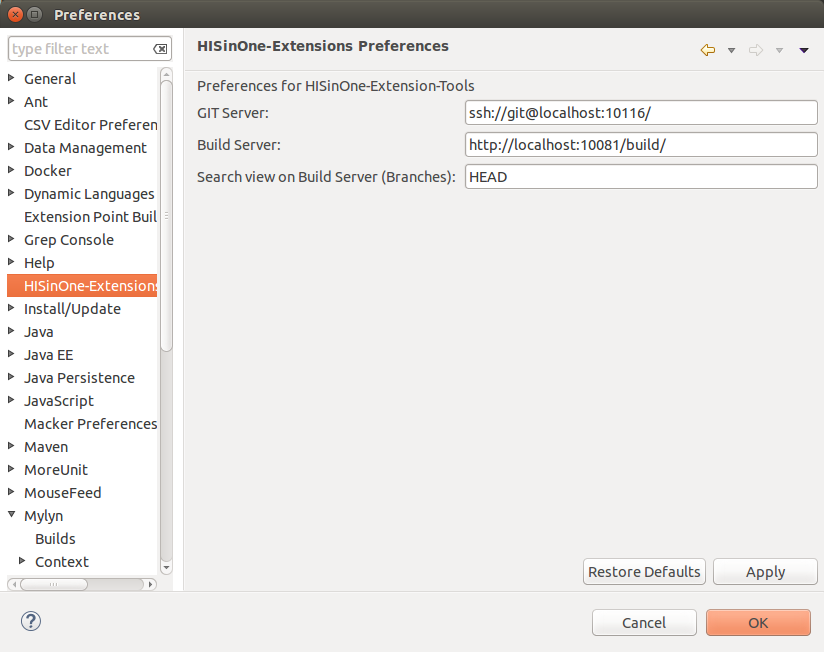 Preferences
type filter text
General
Ant
CSV Editor Preferen
Data Management
Docker
Dynamic Languages
Extension Point Buil
Grep Console
Help
HISinOne-Extensions
Install/Update
Java
Java EE
Java Persistence
JavaScript
Macker Preferences
Maven
MoreUnit
MouseFeed
Mylyn
Builds
Context
HISinOne-Extensions Preferences
Preferences for HISinOne-Extension-Tools
GIT Server: ssh://git@localhost:10116/
Build Server: http://localhost:10081/build/
Search view on Build Server (Branches): HEAD
Restore Defaults Apply
? Cancel OK